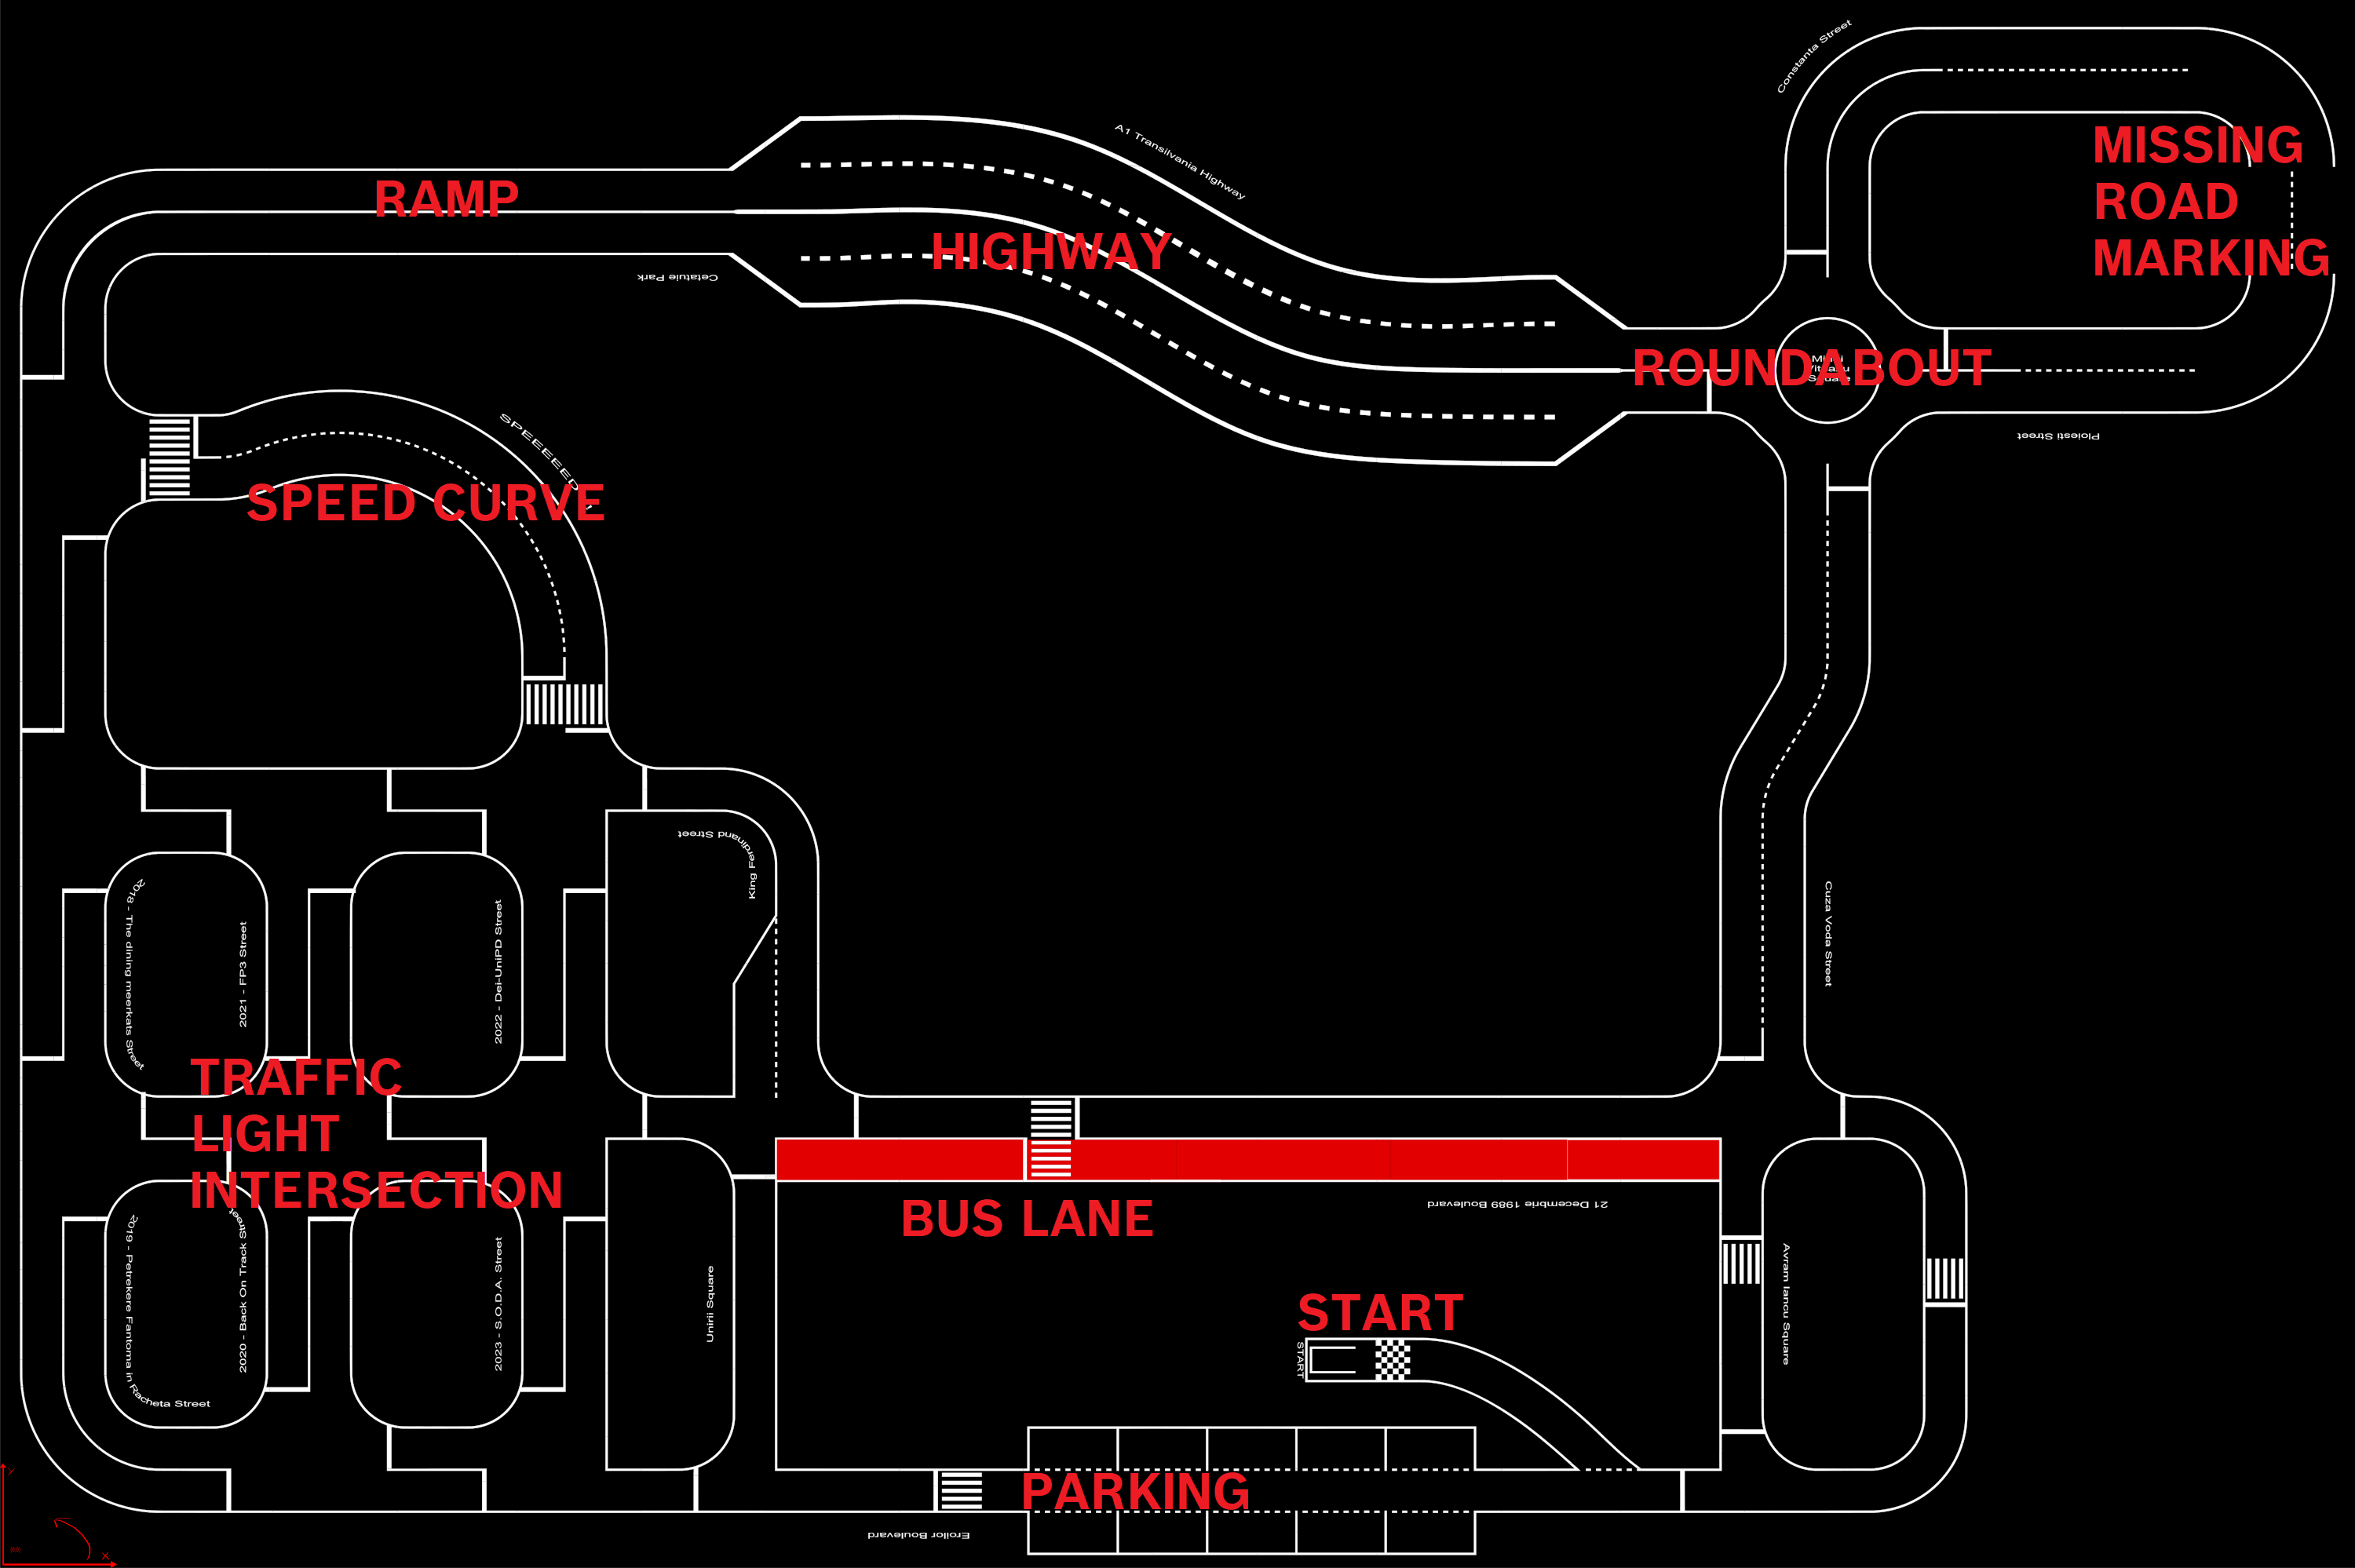 Constanta Street
A1 Transilvania Highway
MISSING
ROAD
MARKING
RAMP
HIGHWAY
Cetatuie Park
ROUNDABOUT
Square
Ploiesti Street
SPEED CURVE
King Ferdinand Street
2018 - The dining meerkats Street
2021 - FP3 Street
2022 - Dei-UniPD Street
Cuza Voda Street
TRAFFIC
LIGHT
INTERSECTION
BUS LANE
21 Decembrie 1989 Boulevard
2019 - Petrekere Fantoma in Racheta Street
2020 - Back On Track Street
2023 - S.O.D.A. Street
Unirii Square
Avram Iancu Square
START
START
PARKING
Eroilor Boulevard
Y
X